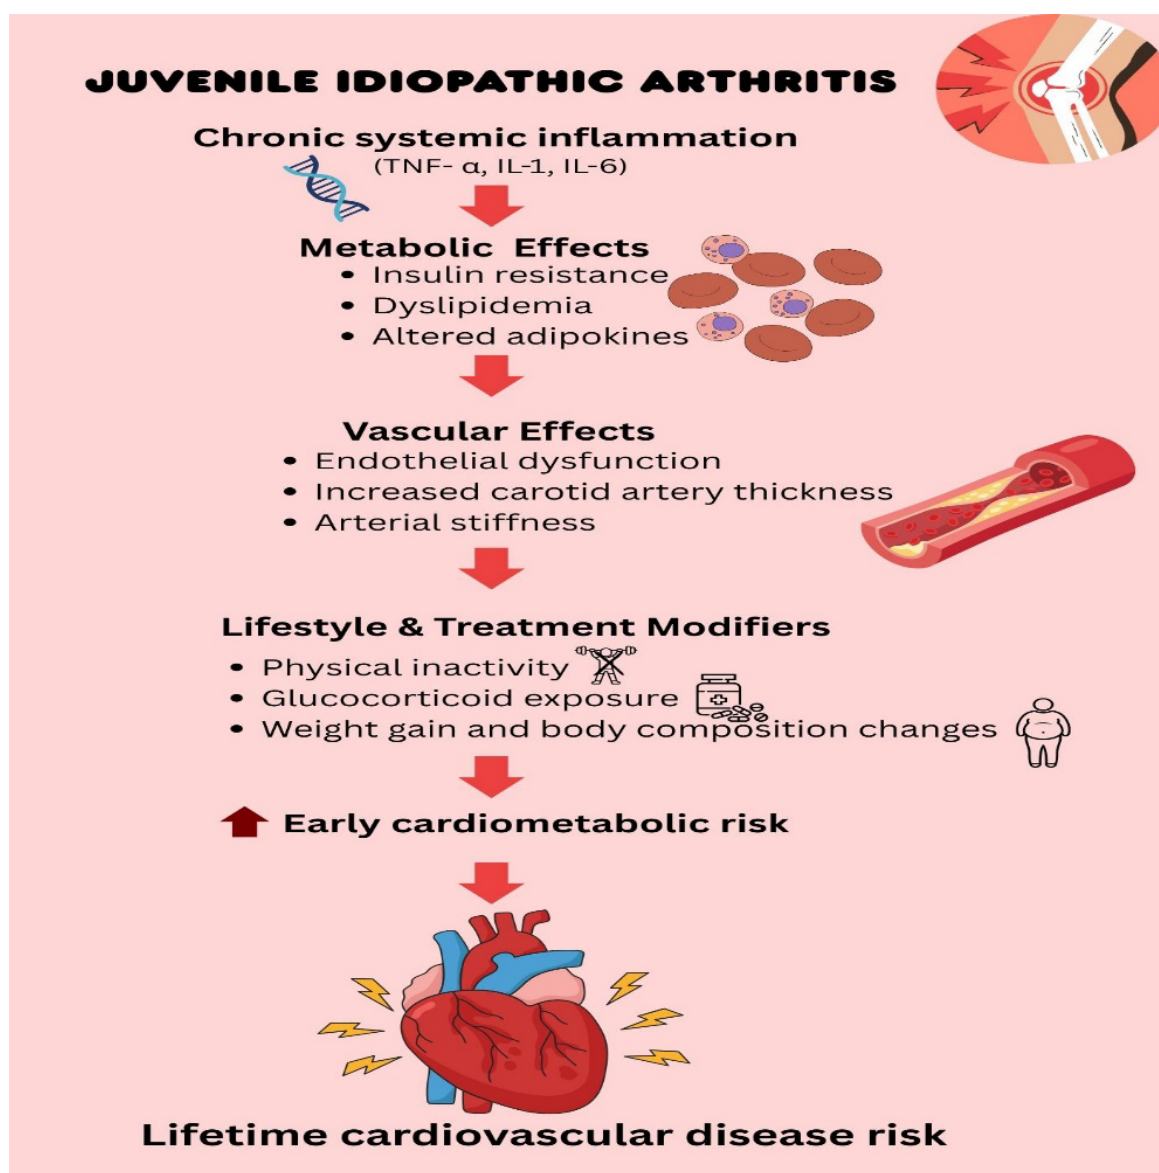 JUVENILE IDIOPATHIC ARTHRITIS
Chronic systemic inflammation
(TNF- α, IL-1, IL-6)
Metabolic Effects
• Insulin resistance
• Dyslipidemia
• Altered adipokines
Vascular Effects
• Endothelial dysfunction
• Increased carotid artery thickness
• Arterial stiffness
Lifestyle & Treatment Modifiers
• Physical inactivity
• Glucocorticoid exposure
• Weight gain and body composition changes
Early cardiometabolic risk
Lifetime cardiovascular disease risk